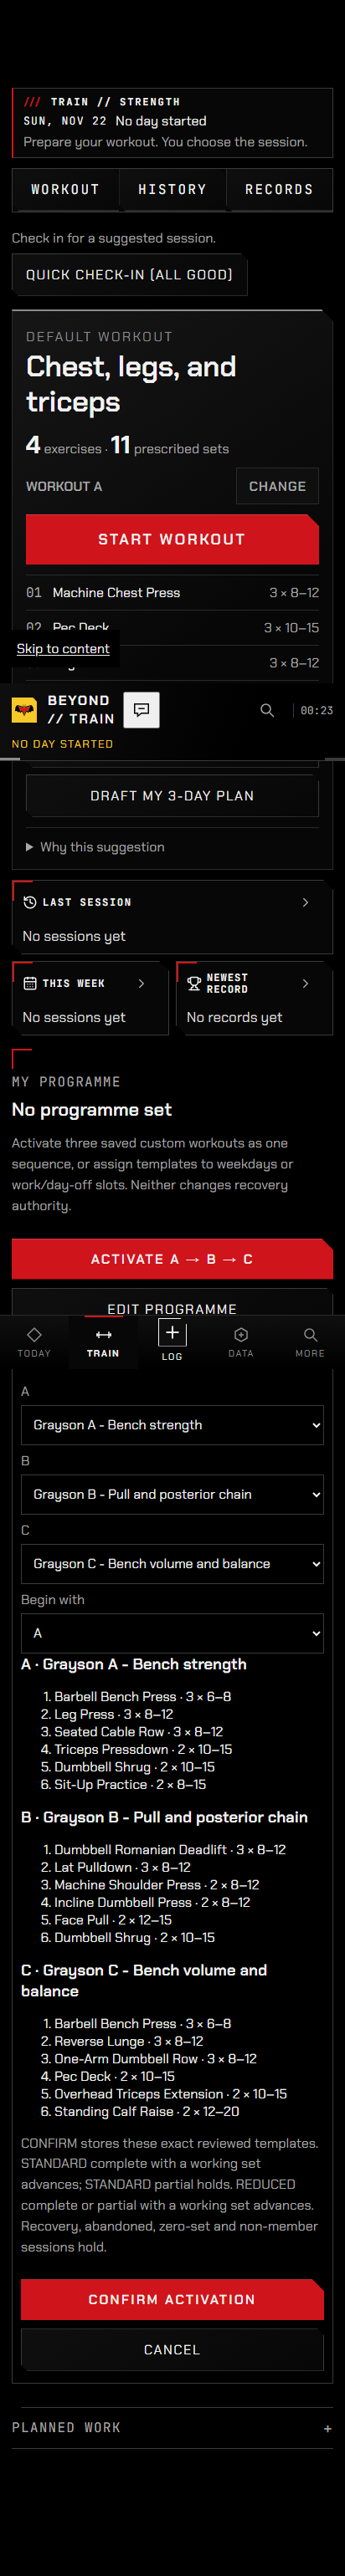 /// TRAIN // STRENGTH
SUN, NOV 22 No day started
Prepare your workout. You choose the session.
WORKOUT
HISTORY
RECORDS
Check in for a suggested session.
QUICK CHECK-IN (ALL GOOD)
DEFAULT WORKOUT
Chest, legs, and
triceps
4 exercises · 11 prescribed sets
WORKOUT A
CHANGE
START WORKOUT
01 Machine Chest Press 3 × 8–12
02 Pec Deck 3 × 10–15
Skip to content
3 × 8–12
BEYOND
// TRAIN
00:23
NO DAY STARTED
DRAFT MY 3-DAY PLAN
▶ Why this suggestion
LAST SESSION
No sessions yet
THIS WEEK
No sessions yet
NEWEST
RECORD
No records yet
MY PROGRAMME
No programme set
Activate three saved custom workouts as one
sequence, or assign templates to weekdays or
work/day-off slots. Neither changes recovery
authority.
ACTIVATE A → B → C
EDIT PROGRAMME
TODAY
TRAIN
LOG
DATA
MORE
A
Grayson A - Bench strength
B
Grayson B - Pull and posterior chain
C
Grayson C - Bench volume and balance
Begin with
A
A · Grayson A - Bench strength
1. Barbell Bench Press · 3 × 6–8
2. Leg Press · 3 × 8–12
3. Seated Cable Row · 3 × 8–12
4. Triceps Pressdown · 2 × 10–15
5. Dumbbell Shrug · 2 × 10–15
6. Sit-Up Practice · 2 × 8–15
B · Grayson B - Pull and posterior chain
1. Dumbbell Romanian Deadlift · 3 × 8–12
2. Lat Pulldown · 3 × 8–12
3. Machine Shoulder Press · 2 × 8–12
4. Incline Dumbbell Press · 2 × 8–12
5. Face Pull · 2 × 12–15
6. Dumbbell Shrug · 2 × 10–15
C · Grayson C - Bench volume and
balance
1. Barbell Bench Press · 3 × 6–8
2. Reverse Lunge · 3 × 8–12
3. One-Arm Dumbbell Row · 3 × 8–12
4. Pec Deck · 2 × 10–15
5. Overhead Triceps Extension · 2 × 10–15
6. Standing Calf Raise · 2 × 12–20
CONFIRM stores these exact reviewed templates.
STANDARD complete with a working set
advances; STANDARD partial holds. REDUCED
complete or partial with a working set advances.
Recovery, abandoned, zero-set and non-member
sessions hold.
CONFIRM ACTIVATION
CANCEL
PLANNED WORK +